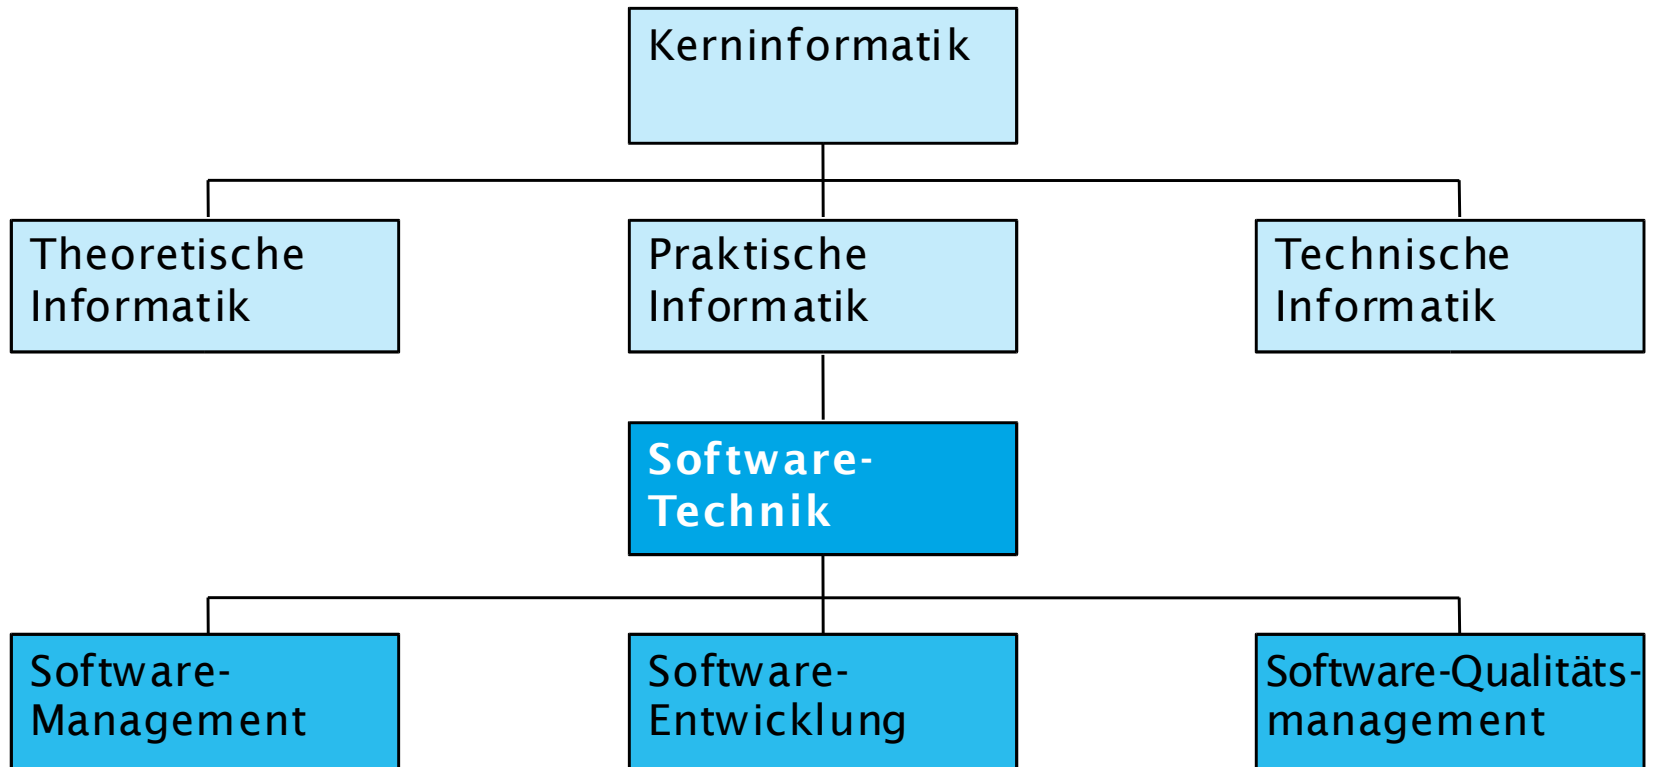 Kerninformatik
Theoretische
Informatik
Praktische
Informatik
Technische
Informatik
Software-
Technik
Software-
Management
Software-
Entwicklung
Software-Qualitäts-
management